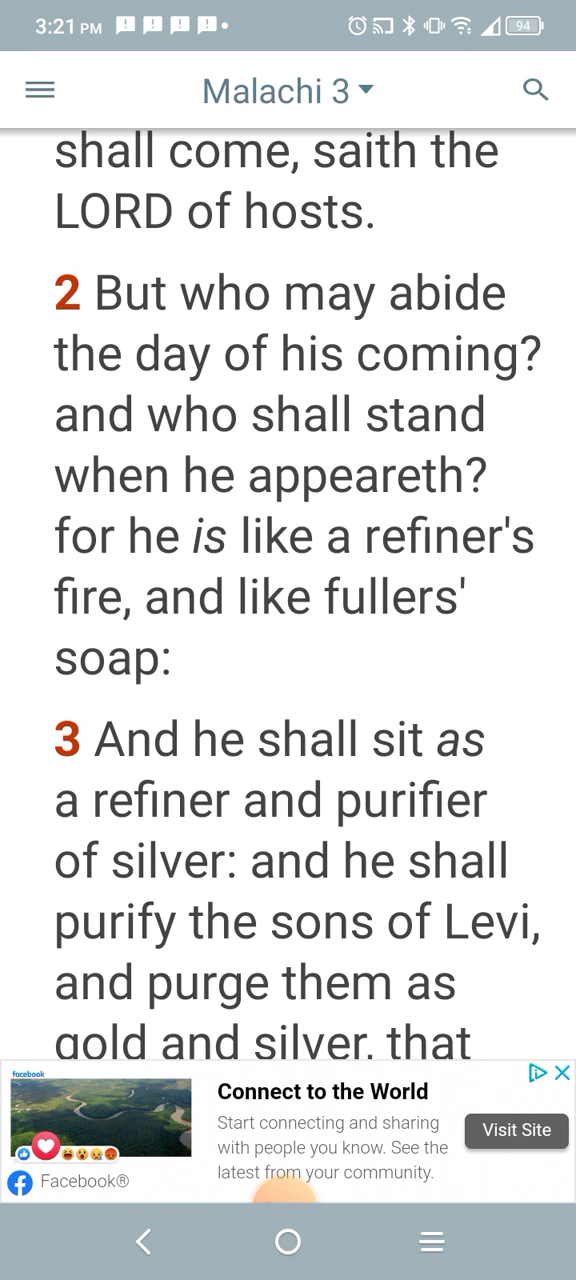 3:21 PM
94
Malachi 3
shall come, saith the
LORD of hosts.
2 But who may abide
the day of his coming?
and who shall stand
when he appeareth?
for he is like a refiner's
fire, and like fullers'
soap:
3 And he shall sit as
a refiner and purifier
of silver: and he shall
purify the sons of Levi,
and purge them as
gold and silver, that
facebook
Connect to the World
Start connecting and sharing
with people you know. See the
latest from your community.
Visit Site
Facebook®